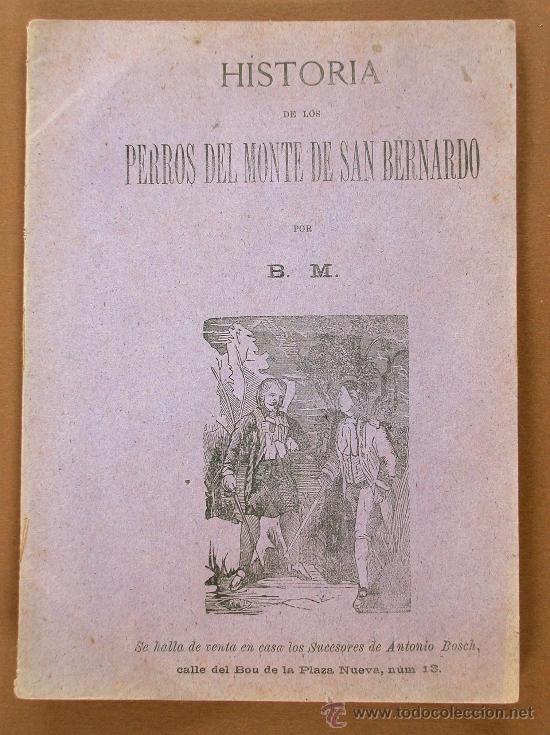 HISTORIA
DE LOS
PERROS DEL MONTE DE SAN BERNARDO
POR
B. M.
Se halla de venta en casa los Sucesores de Antonio Bosch,
calle del Bou de la Plaza Nueva, núm 13.
todocoleccion
www.todocoleccion.net